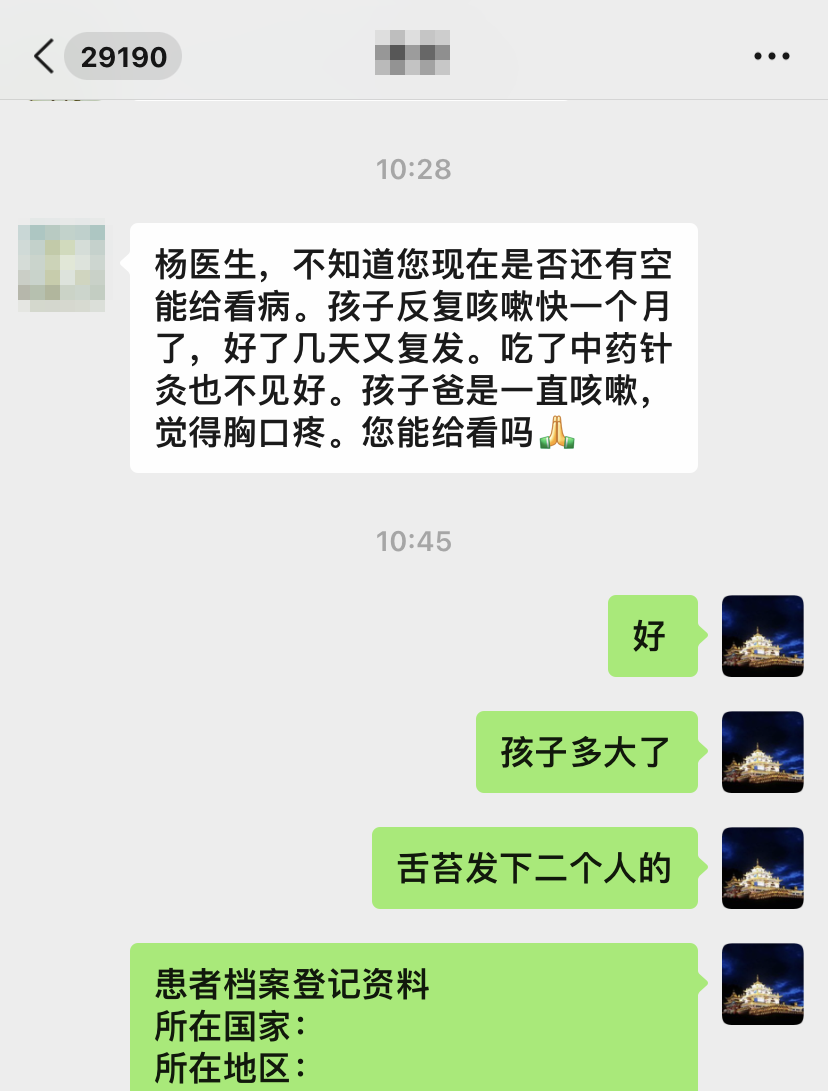 29190
10:28
杨医生，不知道您现在是否还有空
能给看病。孩子反复咳嗽快一个月
了，好了几天又复发。吃了中药针
灸也不见好。孩子爸是一直咳嗽，
觉得胸口疼。您能给看吗🙏
10:45
好
孩子多大了
舌苔发下二个人的
患者档案登记资料
所在国家：
所在地区：